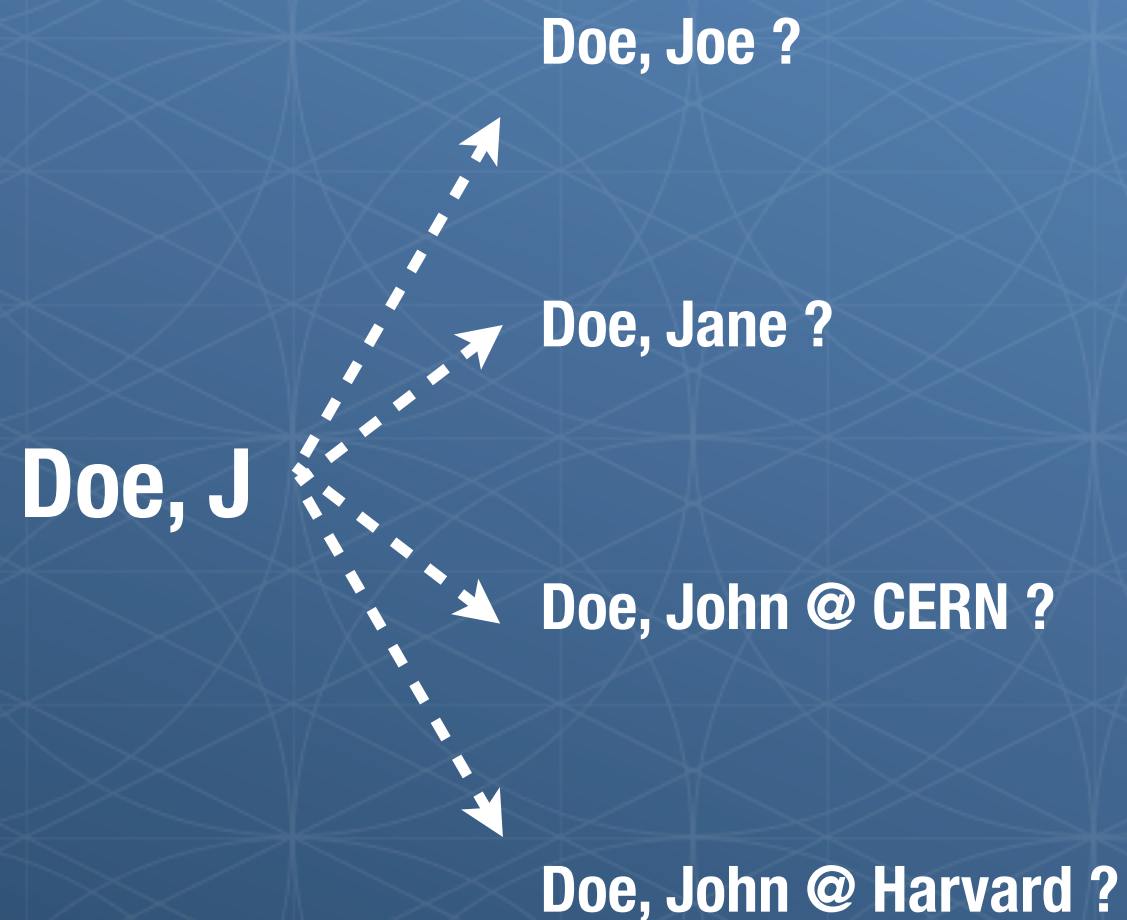 Doe, Joe ?
Doe, Jane ?
Doe, J
Doe, John @ CERN ?
Doe, John @ Harvard ?